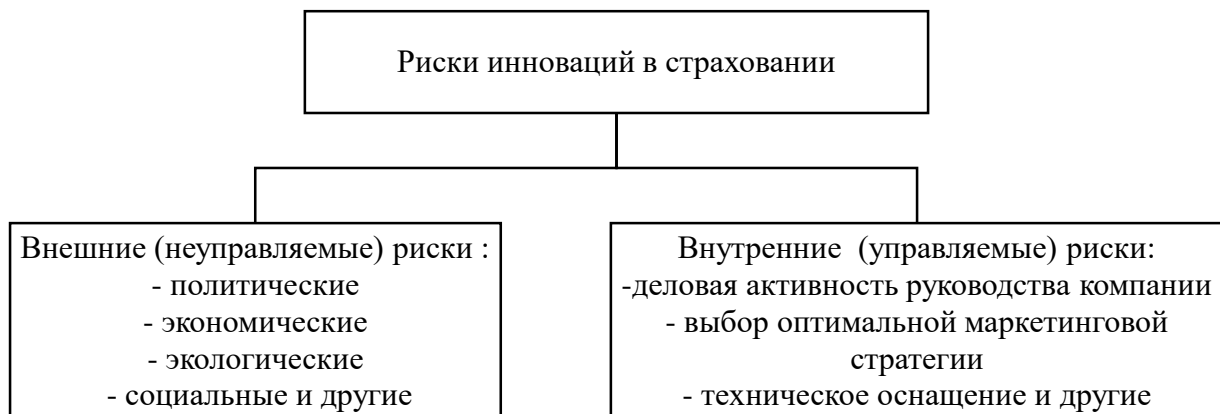 Риски инноваций в страховании
Внешние (неуправляемые) риски :
- политические
- экономические
- экологические
- социальные и другие
Внутренние (управляемые) риски:
-деловая активность руководства компании
- выбор оптимальной маркетинговой
стратегии
- техническое оснащение и другие